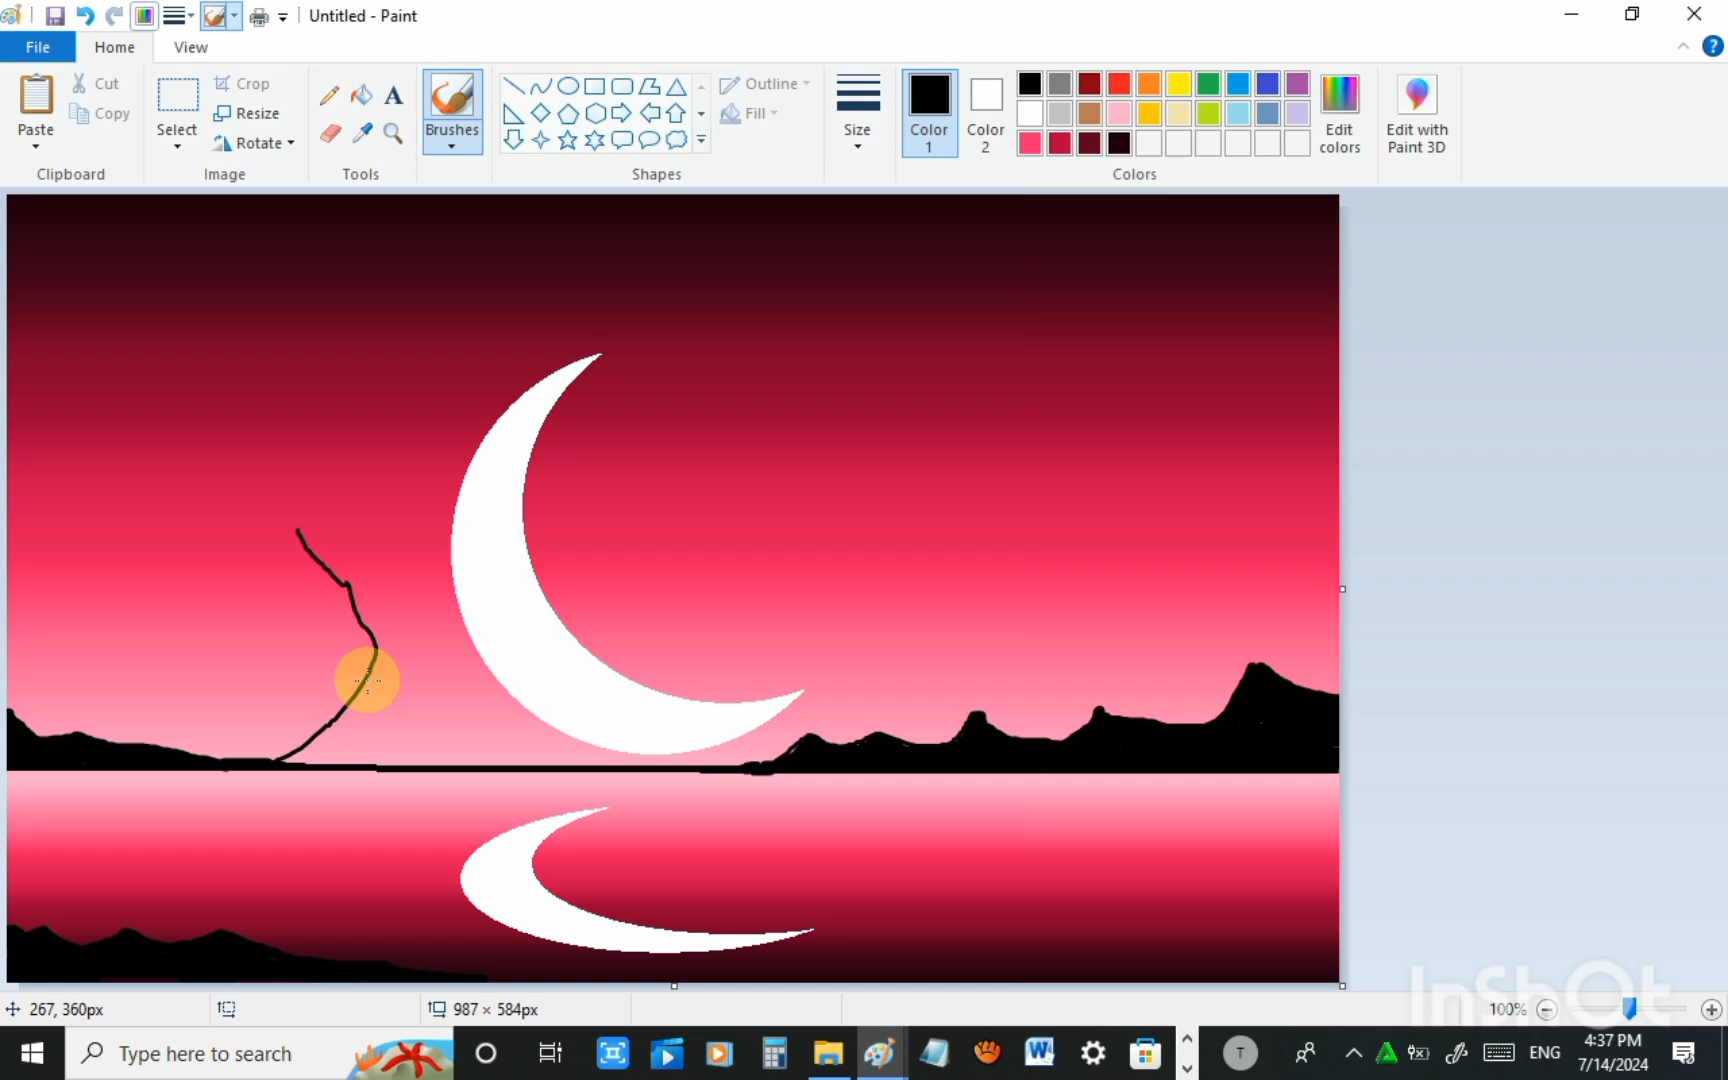 Untitled - Paint
File Home View
Paste
Cut
Copy
Clipboard
Select
Crop
Resize
Rotate
Image
A
Tools
Brushes
Shapes
Outline
Fill
Size
Color 1
Color 2
Edit colors
Colors
Edit with Paint 3D
267, 360px
987 × 584px
100%
InShOt
Type here to search
W
T
ENG
4:37 PM
7/14/2024